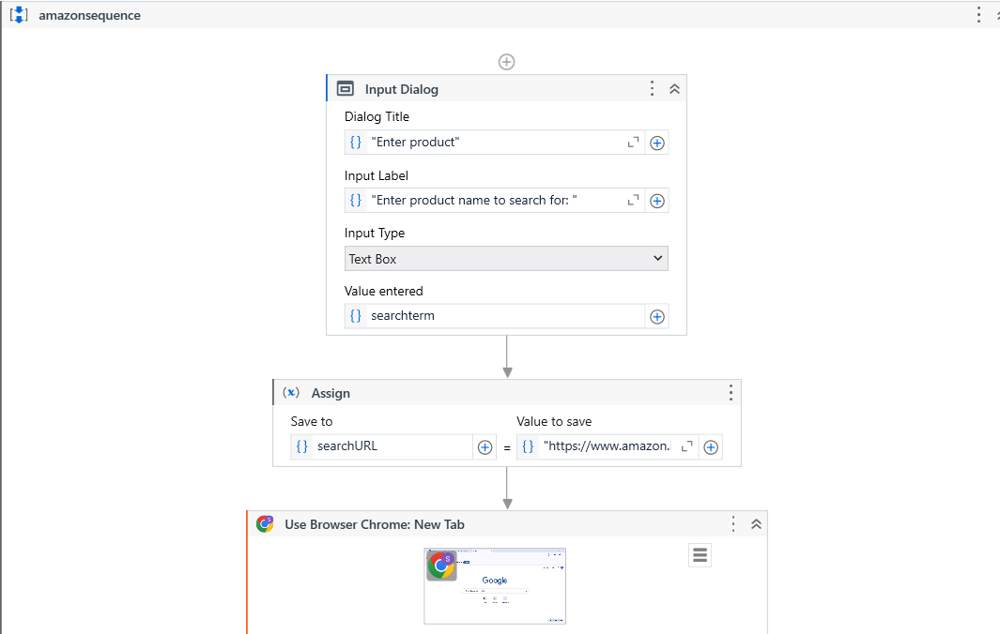 amazonsequence
Input Dialog
Dialog Title
{} "Enter product"
Input Label
{} "Enter product name to search for: "
Input Type
Text Box
Value entered
{} searchterm
(x) Assign
Save to Value to save
{} searchURL = {} "https://www.amazon.
Use Browser Chrome: New Tab
Google